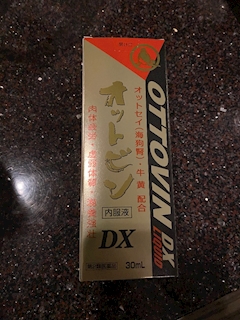 OTTOVIN DX
LIQUID
オットセイ(海狗腎)・牛黄 配合
オットビン
内服液
DX
肉体疲労・虚弱体質・滋養強壮
30mL